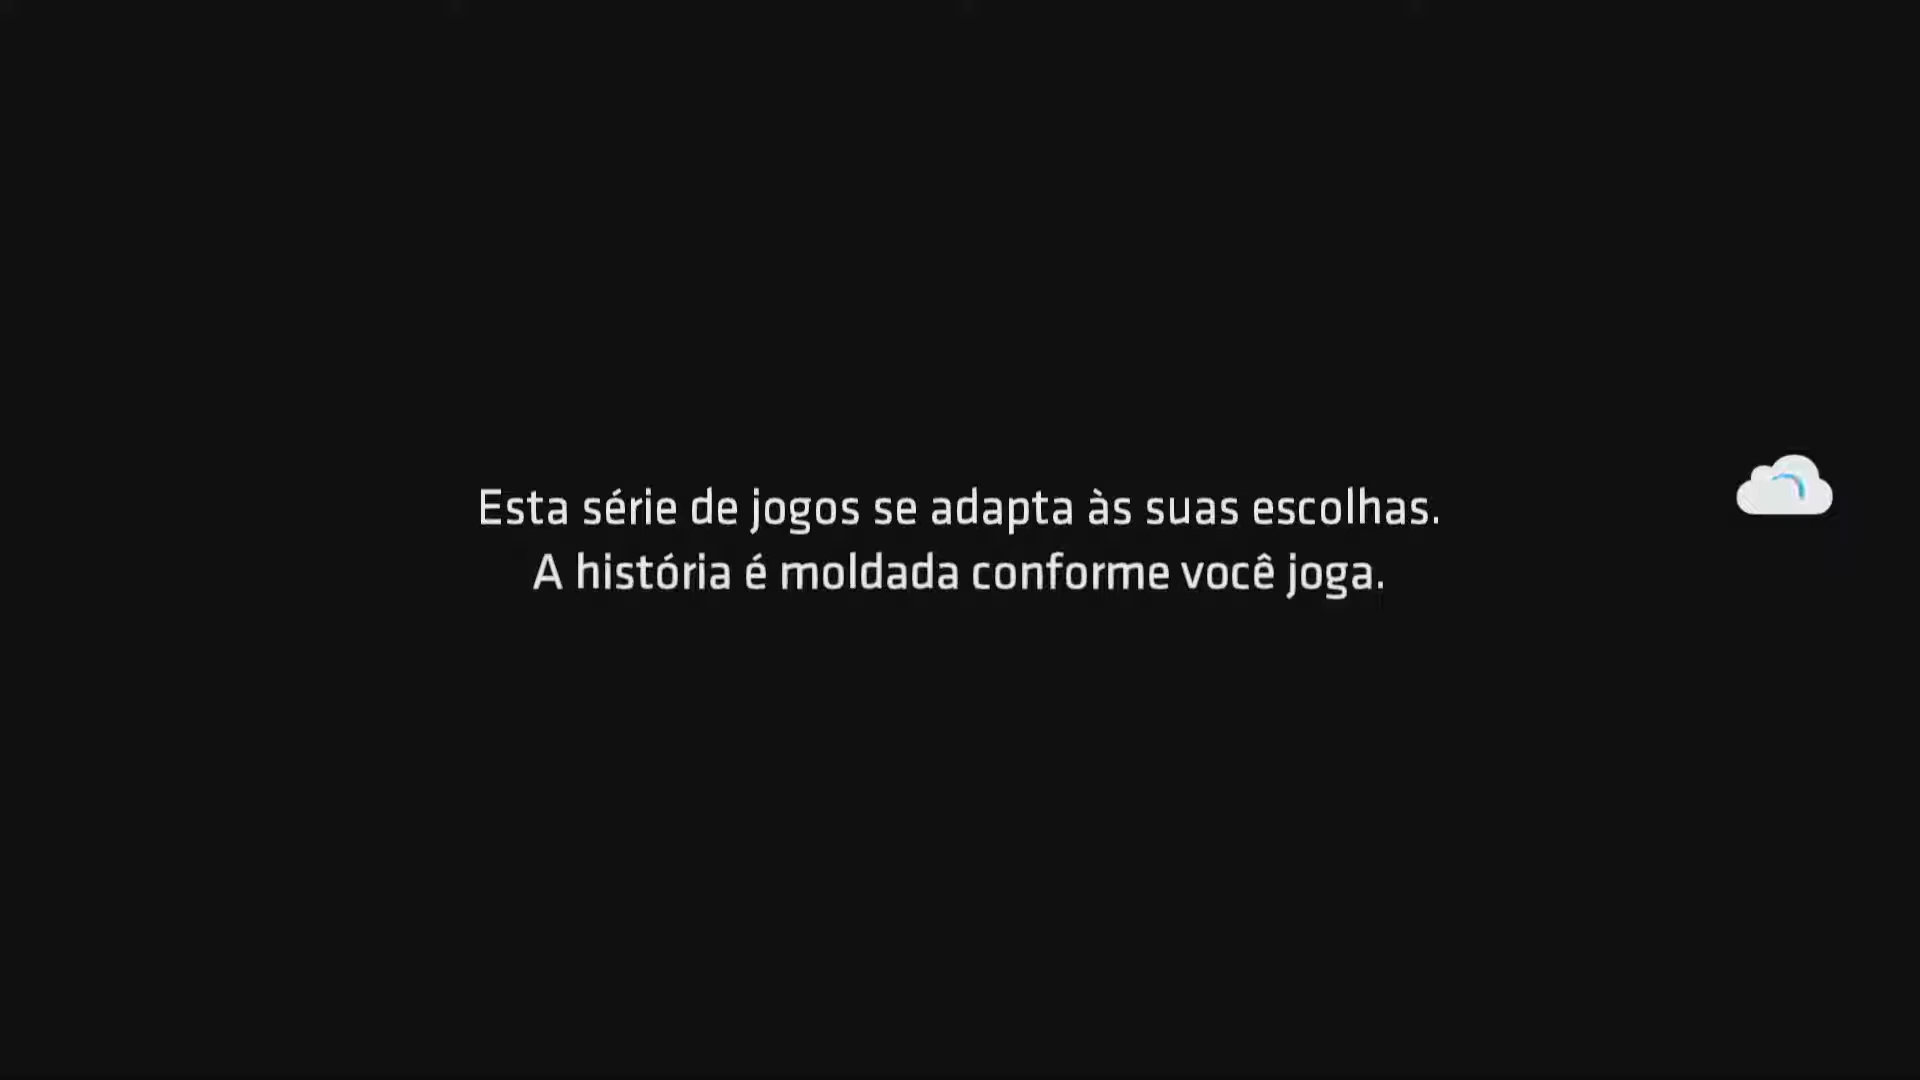 Esta série de jogos se adapta às suas escolhas.
A história é moldada conforme você joga.